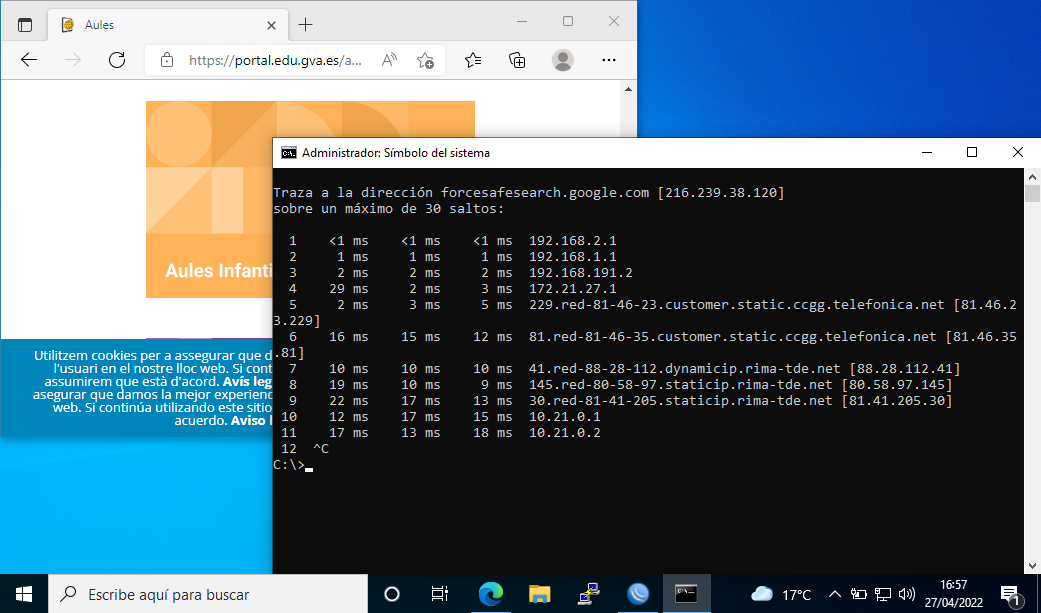 Aules
https://portal.edu.gva.es/a...
Aules Infanti
Utilitzem cookies per a assegurar que d
l'usuari en el nostre lloc web. Si cont
assumirem que està d'acord. Avís leg
asegurar que damos la mejor experienc
web. Si continúa utilizando este sitio
acuerdo. Aviso l
Administrador: Símbolo del sistema
Traza a la dirección forcesafesearch.google.com [216.239.38.120]
sobre un máximo de 30 saltos:
1 <1 ms <1 ms <1 ms 192.168.2.1
2 1 ms 1 ms 1 ms 192.168.1.1
3 2 ms 2 ms 2 ms 192.168.191.2
4 29 ms 2 ms 3 ms 172.21.27.1
5 2 ms 3 ms 5 ms 229.red-81-46-23.customer.static.ccgg.telefonica.net [81.46.2
3.229]
6 16 ms 15 ms 12 ms 81.red-81-46-35.customer.static.ccgg.telefonica.net [81.46.35
.81]
7 10 ms 10 ms 10 ms 41.red-88-28-112.dynamicip.rima-tde.net [88.28.112.41]
8 19 ms 10 ms 9 ms 145.red-80-58-97.staticip.rima-tde.net [80.58.97.145]
9 22 ms 17 ms 13 ms 30.red-81-41-205.staticip.rima-tde.net [81.41.205.30]
10 12 ms 17 ms 15 ms 10.21.0.1
11 17 ms 13 ms 18 ms 10.21.0.2
12 ^C
C:\>
Escribe aquí para buscar
17°C
16:57
27/04/2022
1